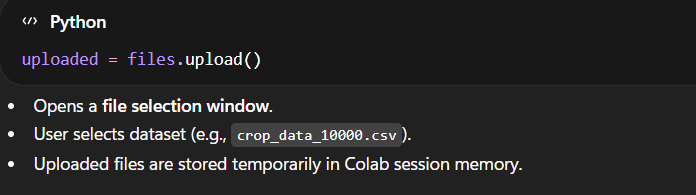 </> Python
uploaded = files.upload()
• Opens a file selection window.
• User selects dataset (e.g., crop_data_10000.csv).
• Uploaded files are stored temporarily in Colab session memory.